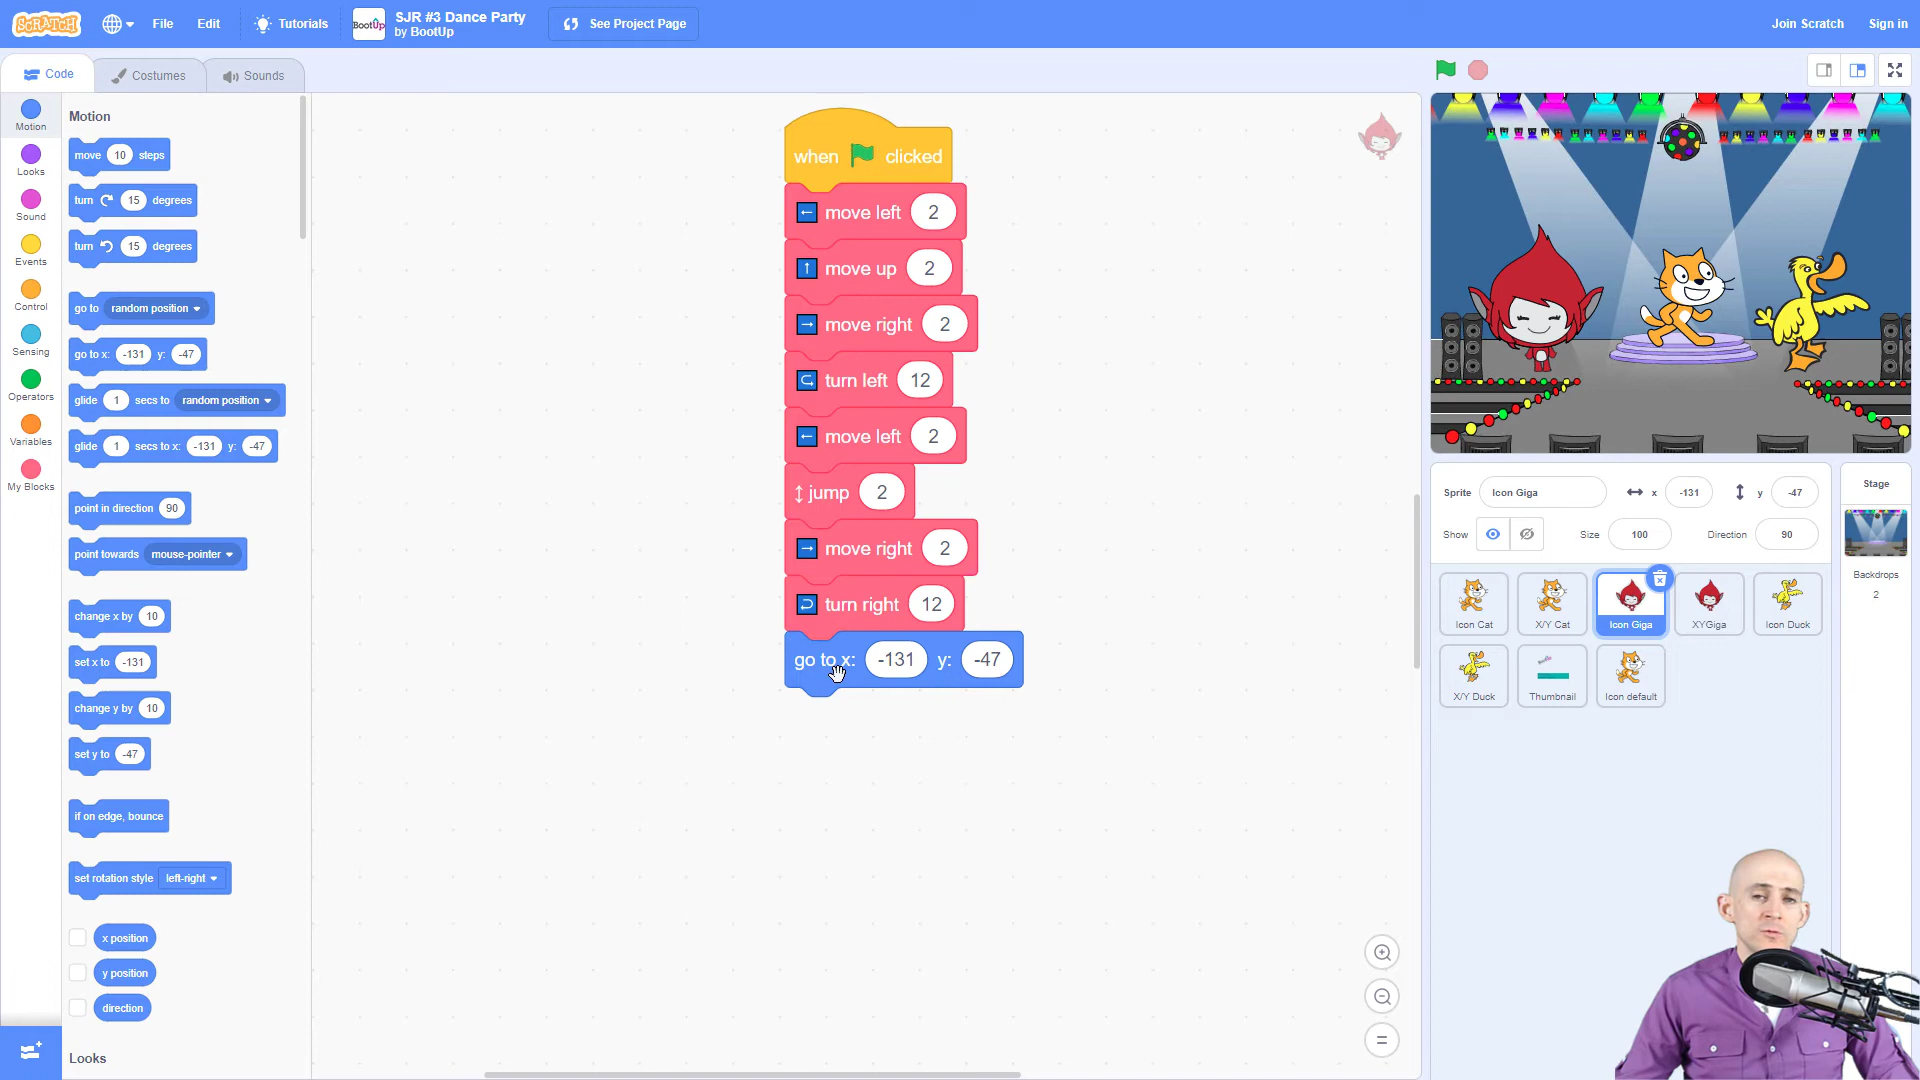 SCRATCH
File
Edit
Tutorials
BootUp
SJR #3 Dance Party
by BootUp
See Project Page
Join Scratch
Sign in
Code
Costumes
Sounds
Motion
Looks
Sound
Events
Control
Sensing
Operators
Variables
My Blocks
Motion
move 10 steps
turn 15 degrees
turn 15 degrees
go to random position
go to x: -131 y: -47
glide 1 secs to random position
glide 1 secs to x: -131 y: -47
point in direction 90
point towards mouse-pointer
change x by 10
set x to -131
change y by 10
set y to -47
if on edge, bounce
set rotation style left-right
x position
y position
direction
Looks
when clicked
move left 2
move up 2
move right 2
turn left 12
move left 2
jump 2
move right 2
turn right 12
go to x: -131 y: -47
Sprite Icon Giga x -131 y -47
Show Size 100 Direction 90
Icon Cat
X/Y Cat
Icon Giga
XYGiga
Icon Duck
X/Y Duck
Thumbnail
Icon default
Stage
Backdrops
2